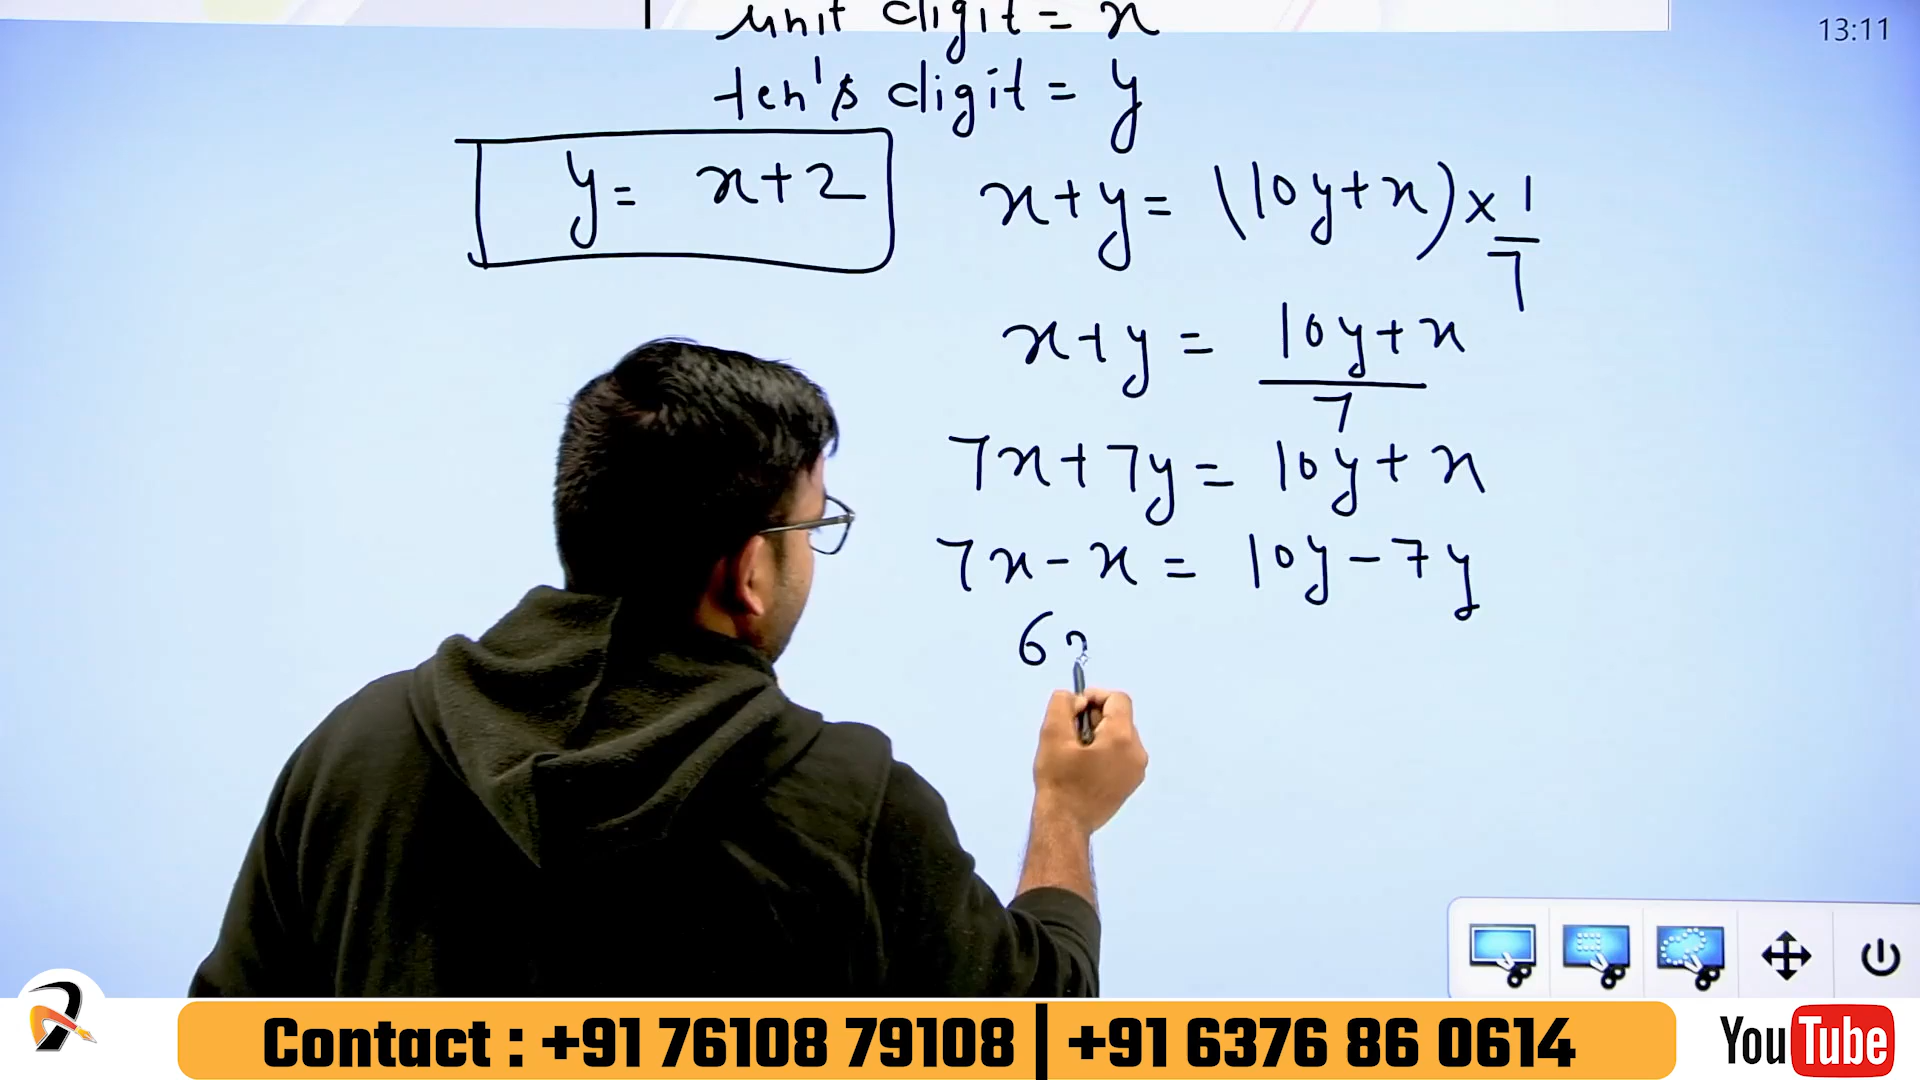 unit digit = x
13:11
ten's digit = y
y = x+2
x+y = (10y+x) × 1/7
x+y = 10y+x
7
7x+7y = 10y+x
7x-x = 10y-7y
6
Contact : +91 76108 79108 | +91 6376 86 0614
YouTube